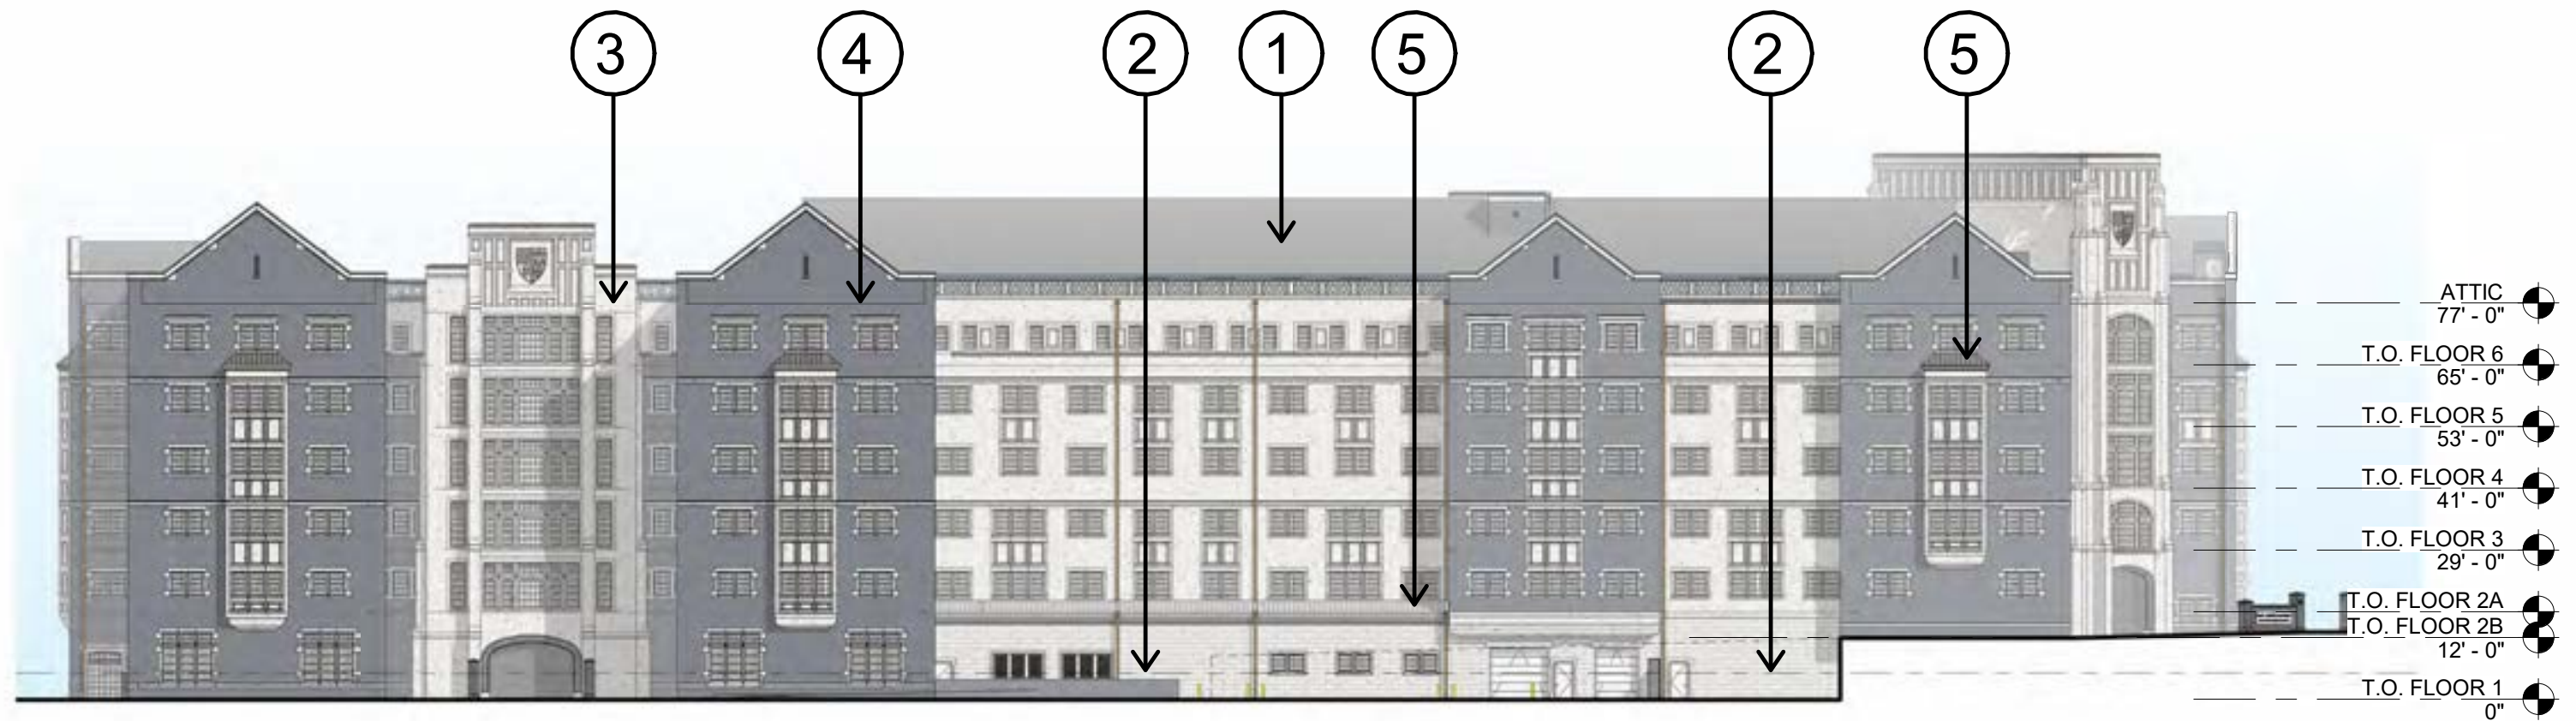 3 4 2 1 5 2 5
ATTIC
77' - 0"
T.O. FLOOR 6
65' - 0"
T.O. FLOOR 5
53' - 0"
T.O. FLOOR 4
41' - 0"
T.O. FLOOR 3
29' - 0"
T.O. FLOOR 2A
T.O. FLOOR 2B
12' - 0"
T.O. FLOOR 1
0"